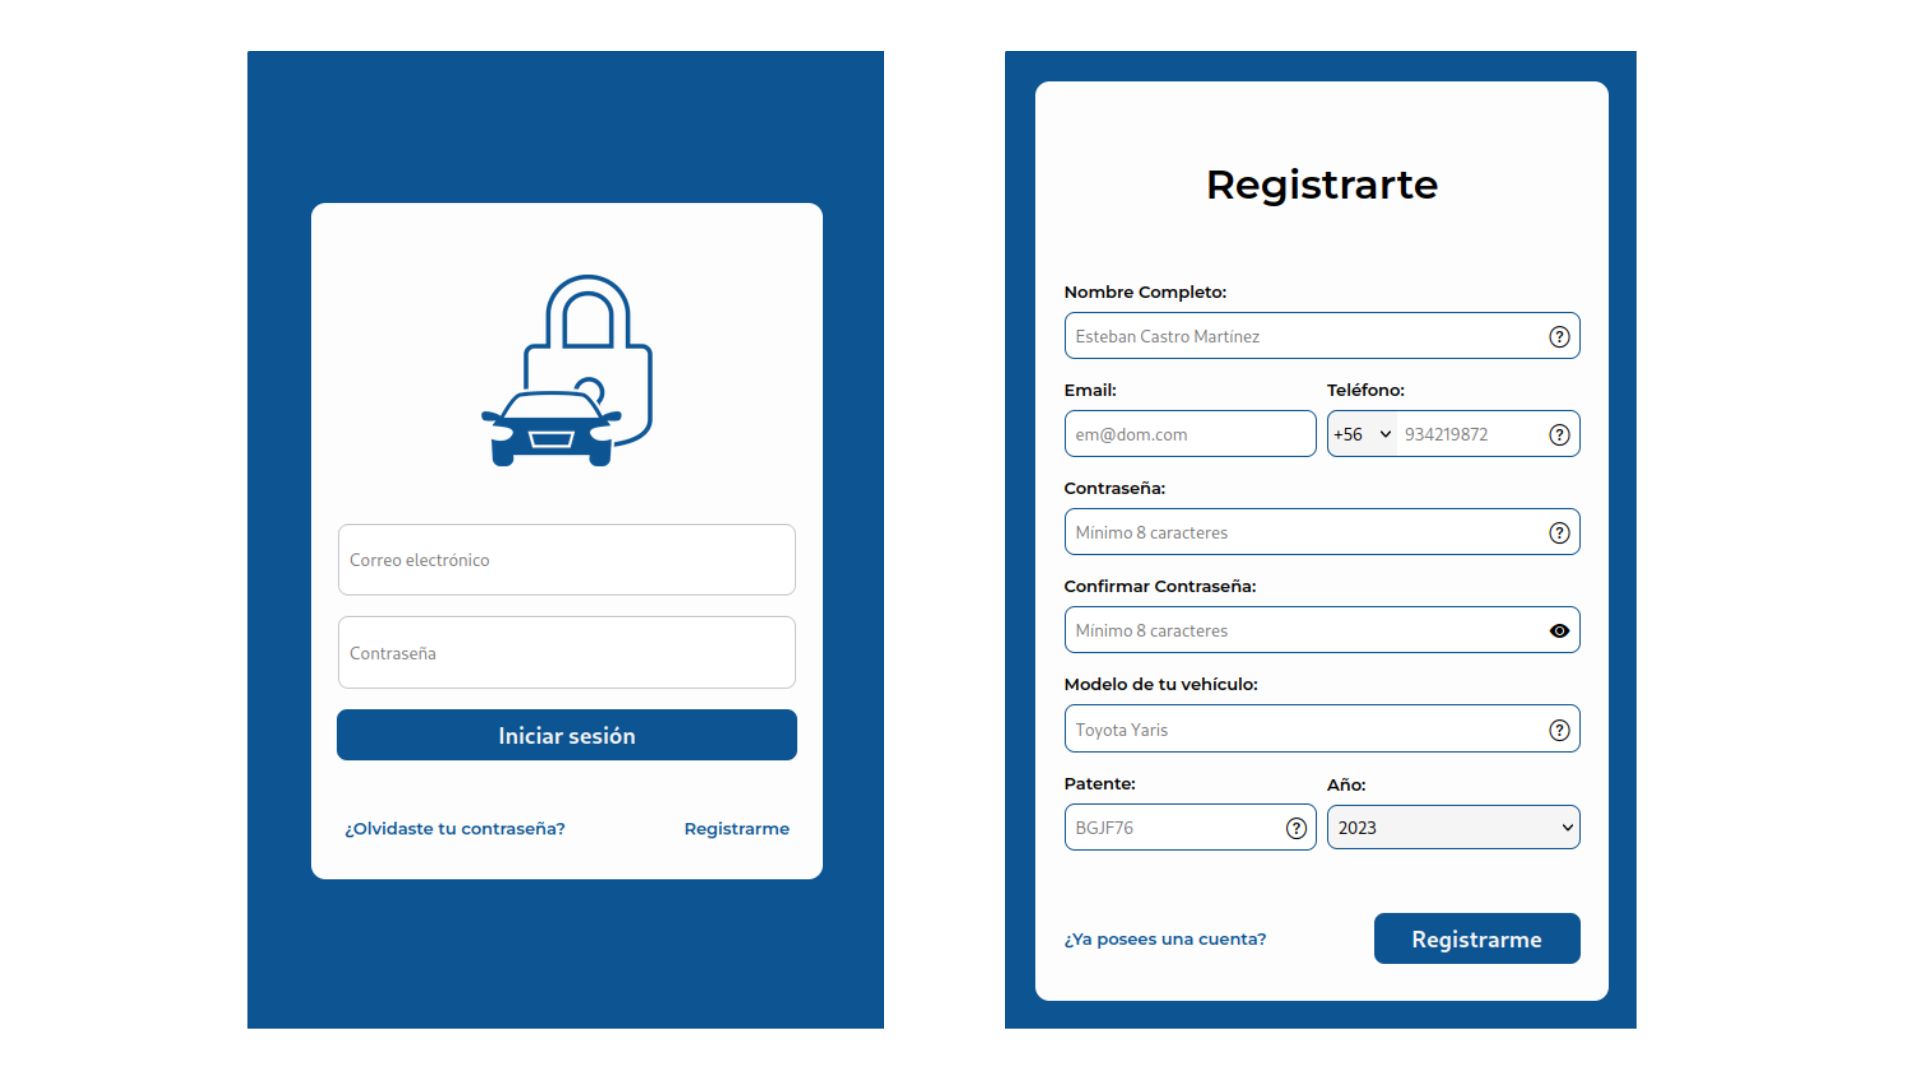 Correo electrónico
Contraseña
Iniciar sesión
¿Olvidaste tu contraseña? Registrarme
Registrarte
Nombre Completo:
Esteban Castro Martínez
Email: Teléfono:
em@dom.com +56 934219872
Contraseña:
Mínimo 8 caracteres
Confirmar Contraseña:
Mínimo 8 caracteres
Modelo de tu vehículo:
Toyota Yaris
Patente: Año:
BGJF76 2023
¿Ya posees una cuenta? Registrarme